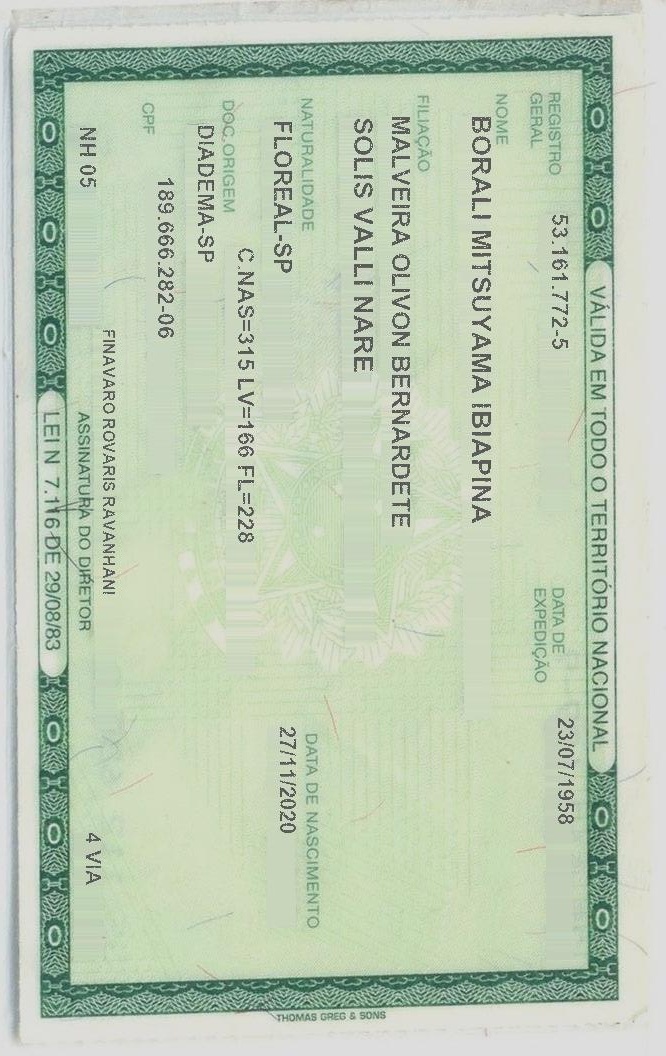 VÁLIDA EM TODO O TERRITÓRIO NACIONAL
REGISTRO GERAL 53.161.772-5 DATA DE EXPEDIÇÃO 23/07/1958
NOME
BORALI MITSUYAMA IBIAPINA
FILIAÇÃO
MALVEIRA OLIVON BERNARDETE
SOLIS VALLI NARE
NATURALIDADE DATA DE NASCIMENTO
FLOREAL-SP 27/11/2020
DOC.ORIGEM C.NAS=315 LV=166 FL=228
DIADEMA-SP
CPF 189.666.282-06
FINAVARO ROVARIS RAVANHANI
NH 05 ASSINATURA DO DIRETOR 4 VIA
LEI N 7.116 DE 29/08/83
THOMAS GREG & SONS